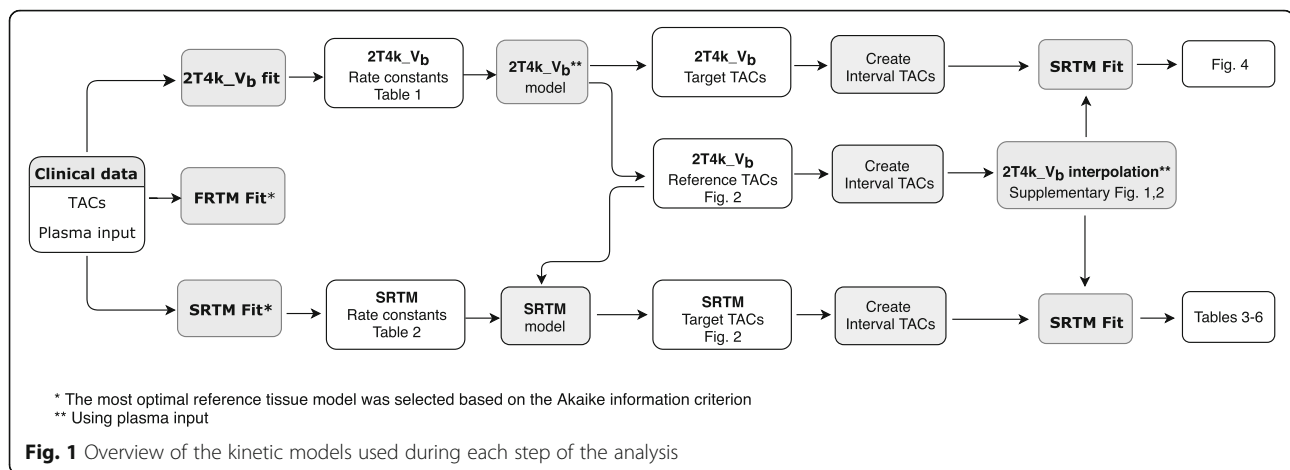 2T4k_Vb fit
2T4k_Vb
Rate constants
Table 1
2T4k_Vb**
model
2T4k_Vb
Target TACs
Create
Interval TACs
SRTM Fit
Fig. 4
Clinical data
TACs
Plasma input
FRTM Fit*
2T4k_Vb
Reference TACs
Fig. 2
Create
Interval TACs
2T4k_Vb interpolation**
Supplementary Fig. 1,2
SRTM Fit*
SRTM
Rate constants
Table 2
SRTM
model
SRTM
Target TACs
Fig. 2
Create
Interval TACs
SRTM Fit
Tables 3-6
* The most optimal reference tissue model was selected based on the Akaike information criterion
** Using plasma input
Fig. 1 Overview of the kinetic models used during each step of the analysis